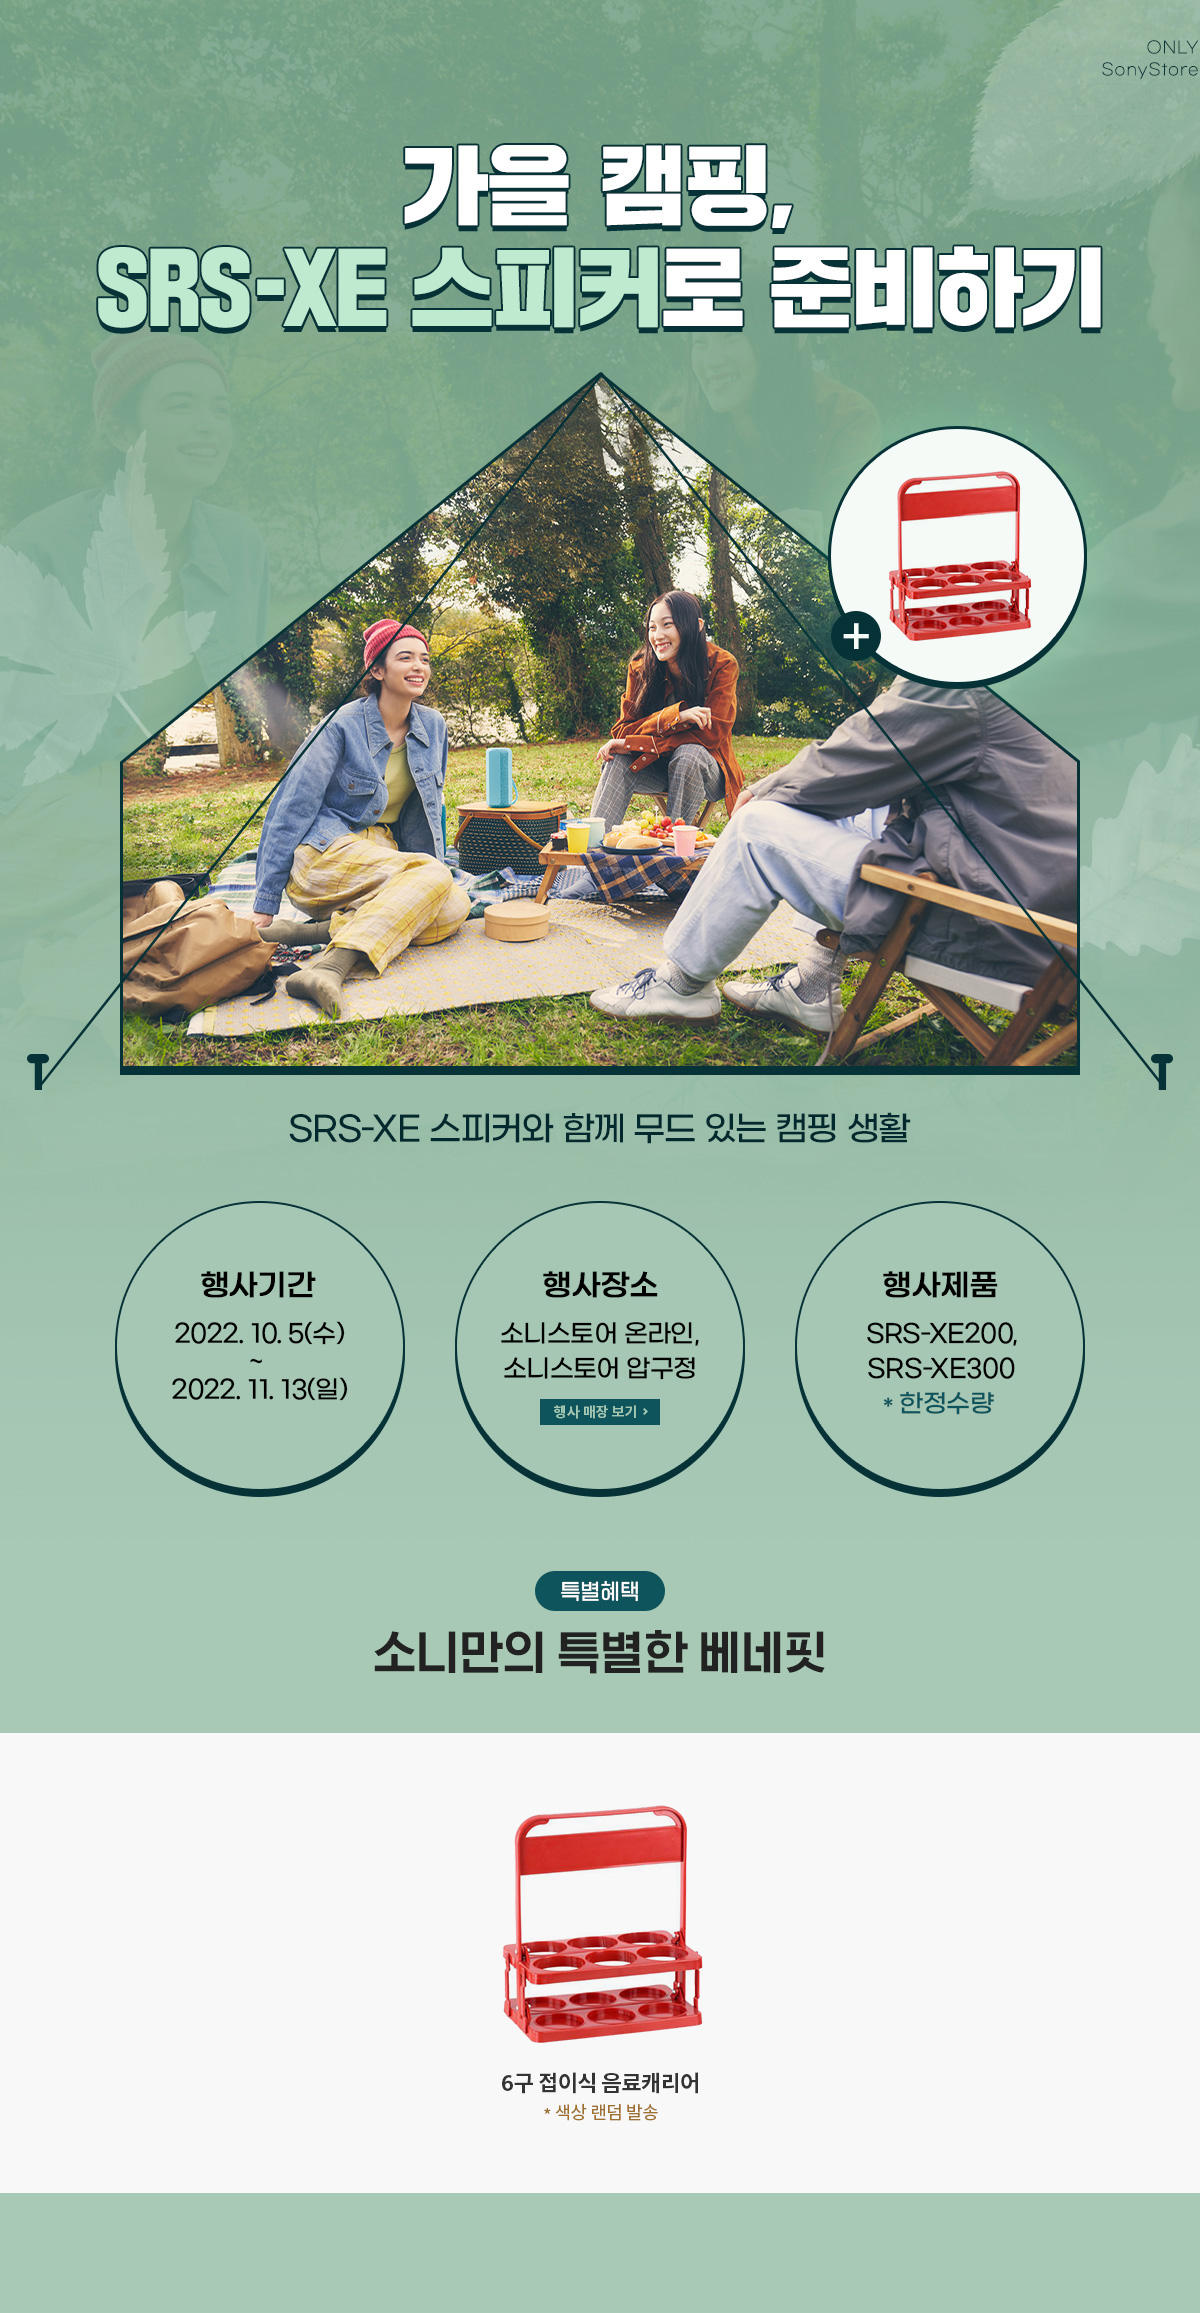 ONLY
SonyStore
가을 캠핑,
SRS-XE 스피커로 준비하기
SRS-XE 스피커와 함께 무드 있는 캠핑 생활
행사기간
2022. 10. 5(수)
~
2022. 11. 13(일)
행사장소
소니스토어 온라인,
소니스토어 압구정
행사 매장 보기 >
행사제품
SRS-XE200,
SRS-XE300
* 한정수량
특별혜택
소니만의 특별한 베네핏
6구 접이식 음료캐리어
* 색상 랜덤 발송